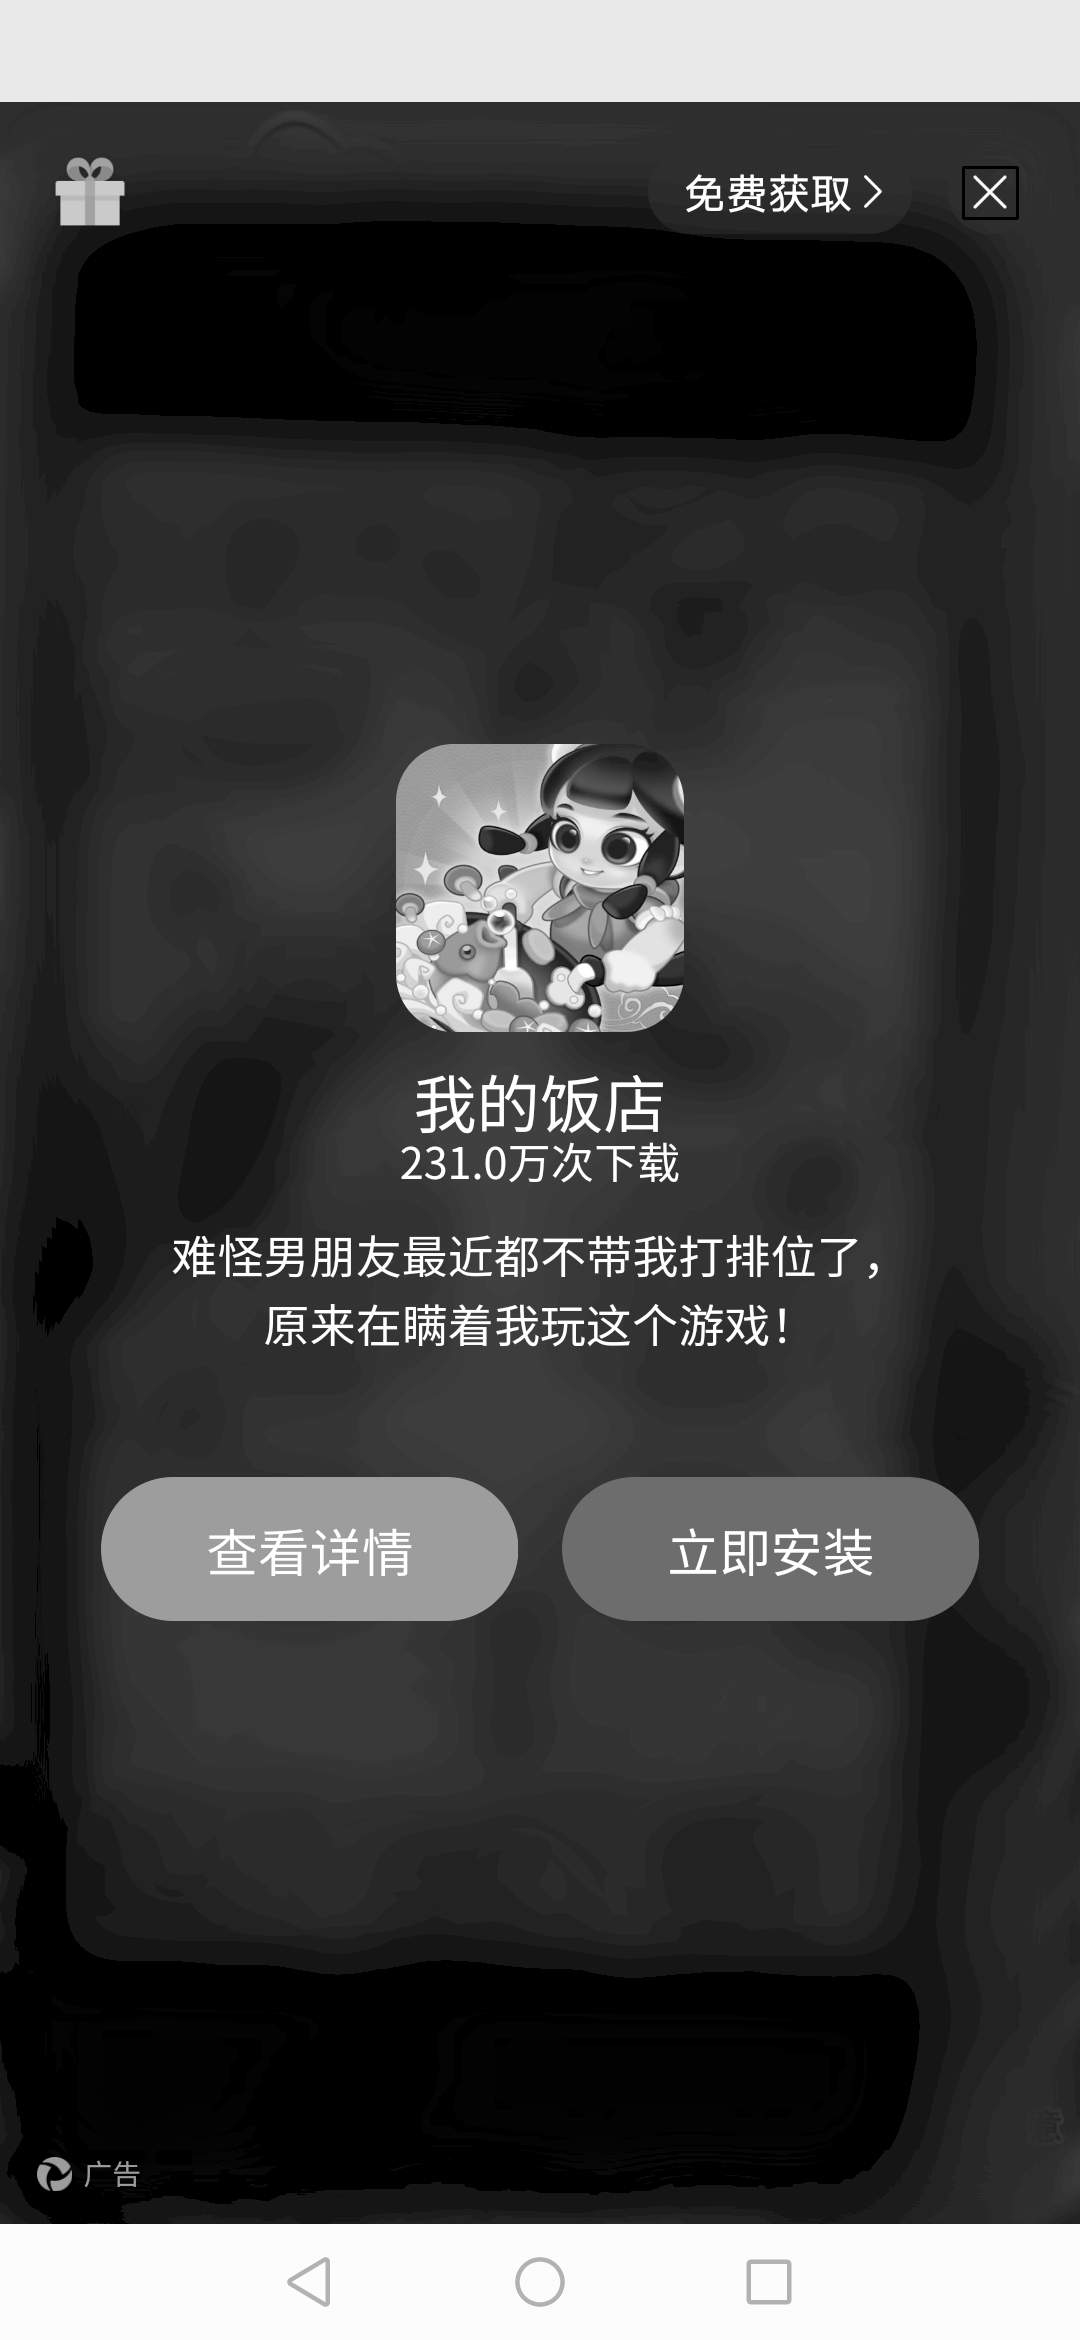 免费获取
我的饭店
231.0万次下载
难怪男朋友最近都不带我打排位了，
原来在瞒着我玩这个游戏！
查看详情
立即安装
广告